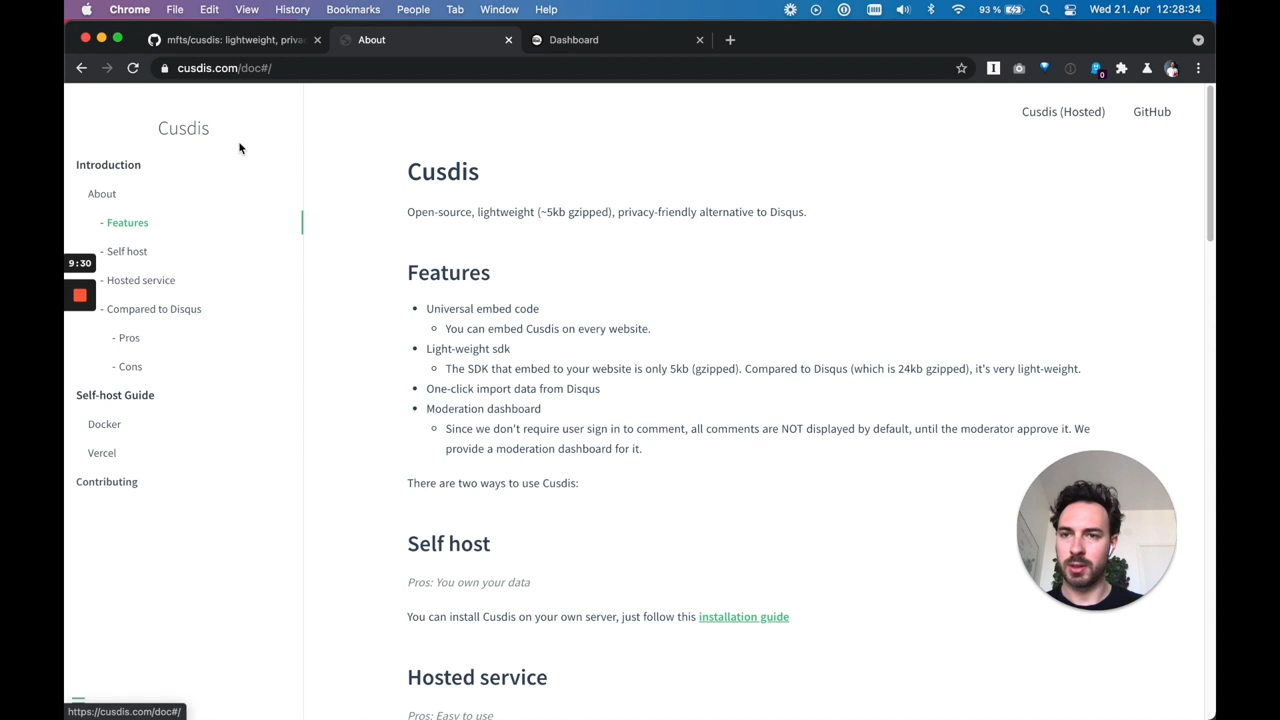 Chrome File Edit View History Bookmarks People Tab Window Help 93 % Wed 21. Apr 12:28:34
mfts/cusdis: lightweight, priva About Dashboard
cusdis.com/doc#/
0
Cusdis (Hosted) GitHub
Cusdis
Introduction
About
- Features
- Self host
9:30
- Hosted service
- Compared to Disqus
- Pros
- Cons
Self-host Guide
Docker
Vercel
Contributing
https://cusdis.com/doc#/
Cusdis
Open-source, lightweight (~5kb gzipped), privacy-friendly alternative to Disqus.
Features
Universal embed code
You can embed Cusdis on every website.
Light-weight sdk
The SDK that embed to your website is only 5kb (gzipped). Compared to Disqus (which is 24kb gzipped), it's very light-weight.
One-click import data from Disqus
Moderation dashboard
Since we don't require user sign in to comment, all comments are NOT displayed by default, until the moderator approve it. We
provide a moderation dashboard for it.
There are two ways to use Cusdis:
Self host
Pros: You own your data
You can install Cusdis on your own server, just follow this installation guide
Hosted service
Pros: Easy to use